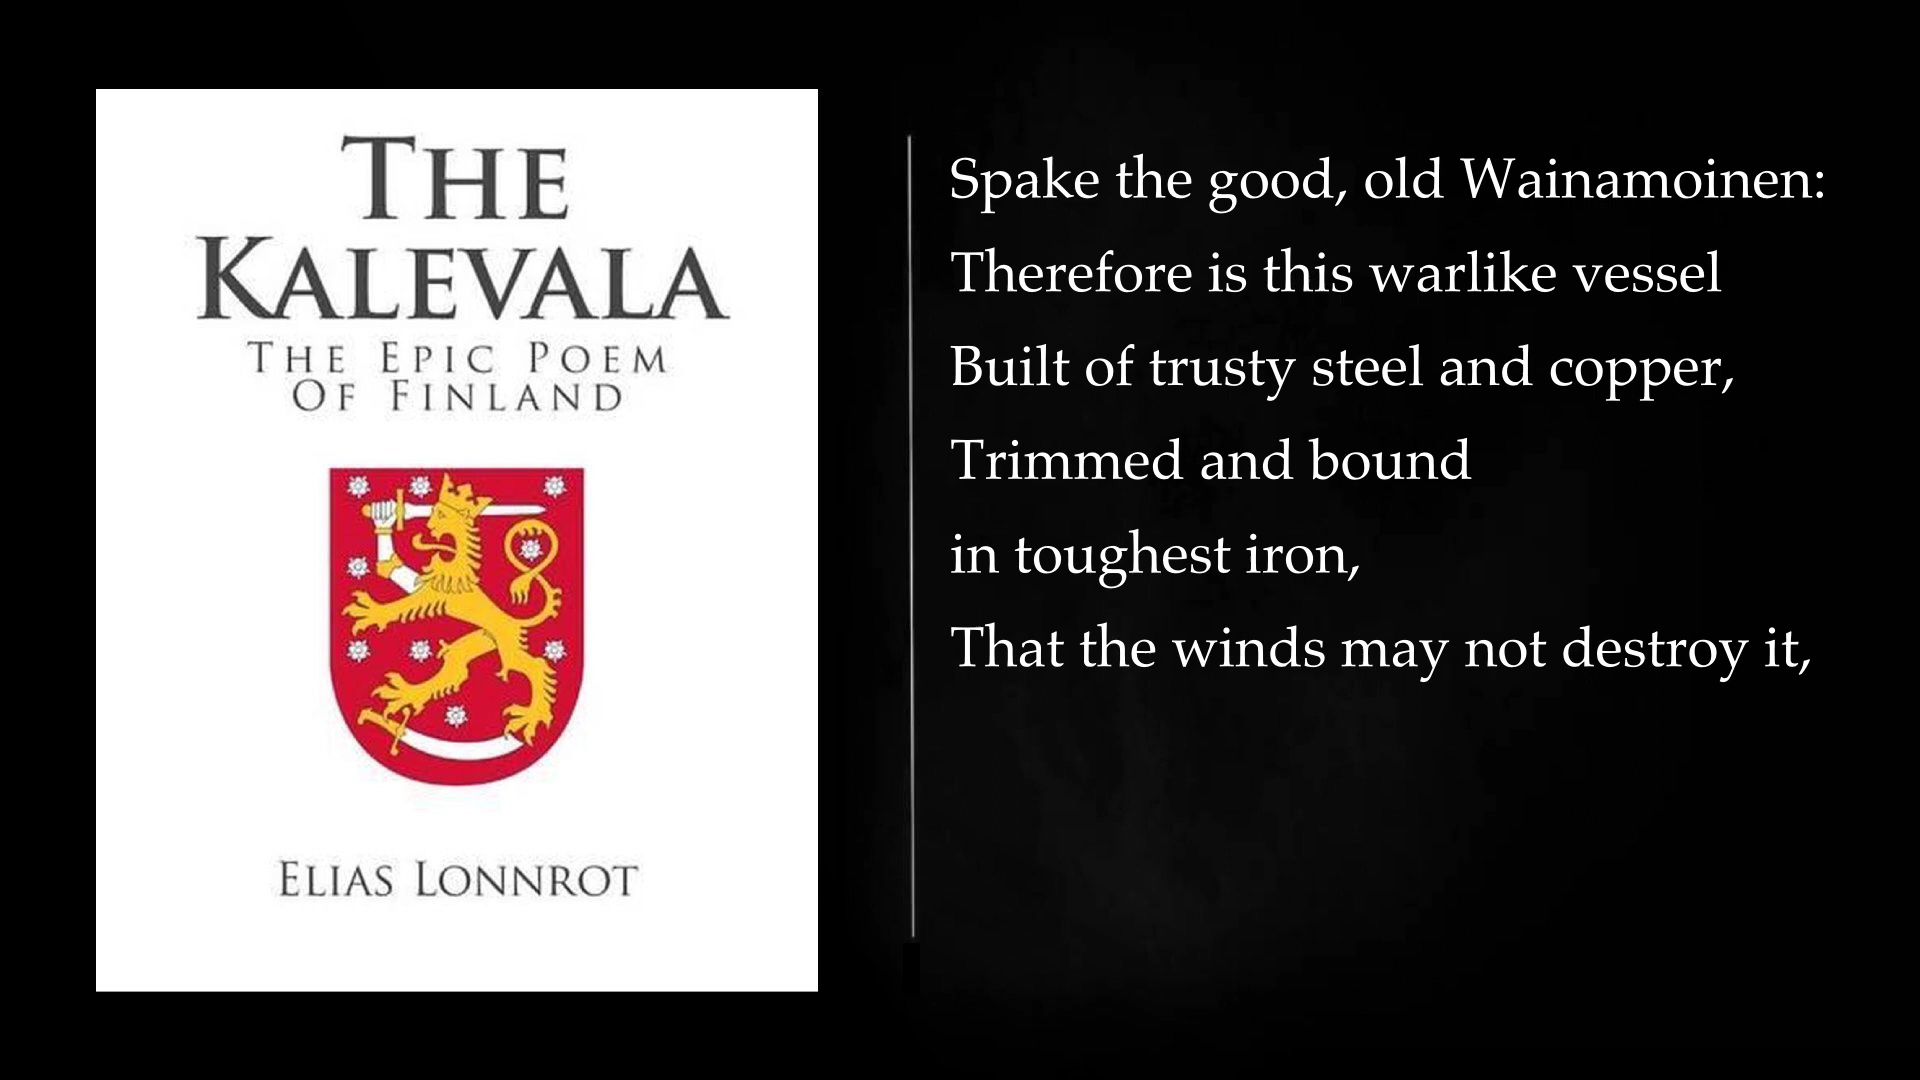 THE
KALEVALA
THE EPIC POEM
OF FINLAND
ELIAS LONNROT
Spake the good, old Wainamoinen:
Therefore is this warlike vessel
Built of trusty steel and copper,
Trimmed and bound
in toughest iron,
That the winds may not destroy it,